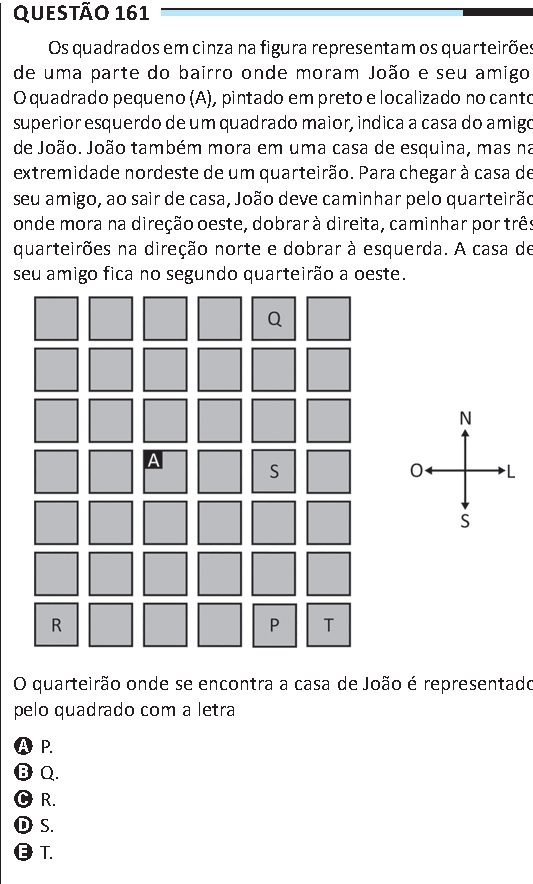 QUESTÃO 161
Os quadrados em cinza na figura representam os quarteirões
de uma parte do bairro onde moram João e seu amigo
O quadrado pequeno (A), pintado em preto e localizado no canto
superior esquerdo de um quadrado maior, indica a casa do amigo
de João. João também mora em uma casa de esquina, mas na
extremidade nordeste de um quarteirão. Para chegar à casa de
seu amigo, ao sair de casa, João deve caminhar pelo quarteirão
onde mora na direção oeste, dobrar à direita, caminhar por três
quarteirões na direção norte e dobrar à esquerda. A casa de
seu amigo fica no segundo quarteirão a oeste.
Q
N
A
S
O
L
S
R
P
T
O quarteirão onde se encontra a casa de João é representado
pelo quadrado com a letra
A P.
B Q.
C R.
D S.
E T.